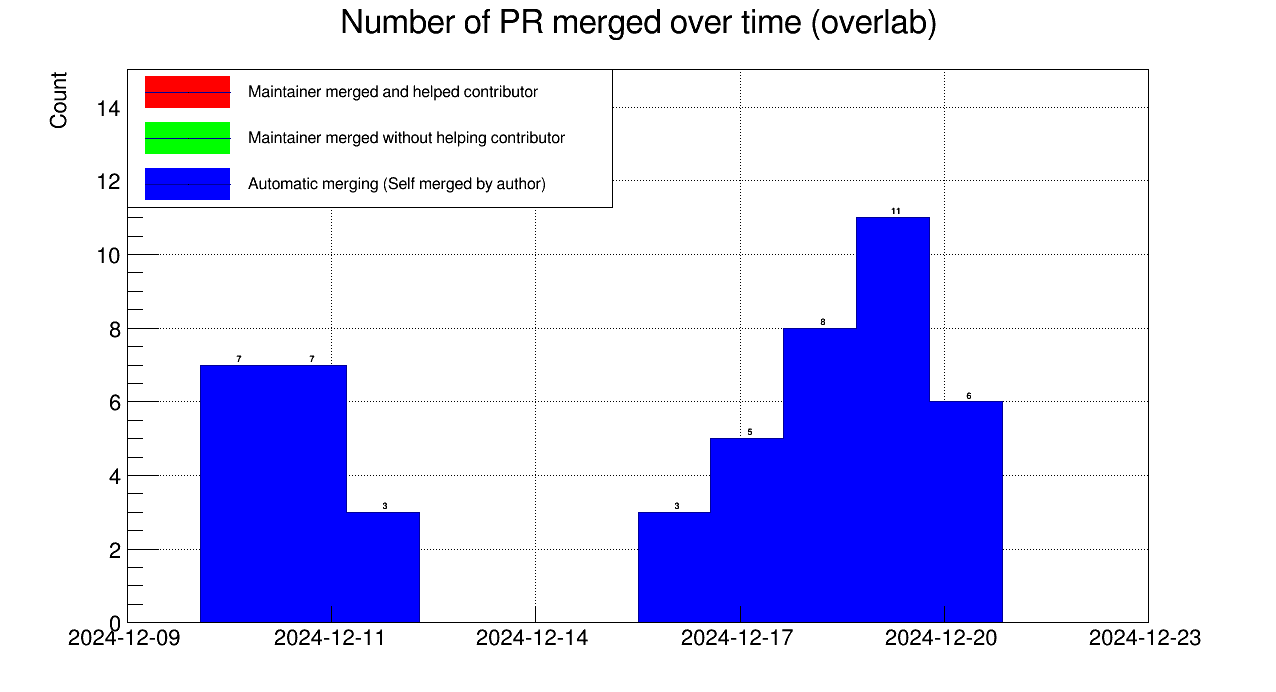 Number of PR merged over time (overlab)
Count
Maintainer merged and helped contributor
Maintainer merged without helping contributor
Automatic merging (Self merged by author)
14
12
10
8
6
4
2
0
7 7 3 3 5 8 11 6
2024-12-09 2024-12-11 2024-12-14 2024-12-17 2024-12-20 2024-12-23